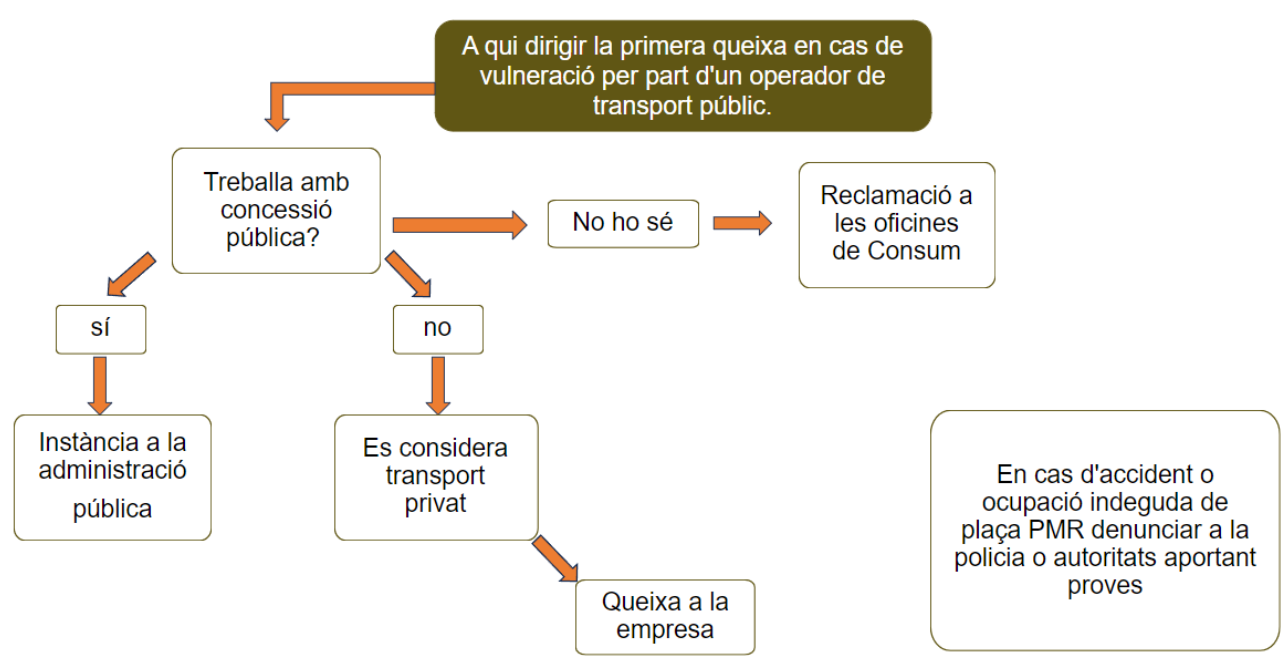 A qui dirigir la primera queixa en cas de
vulneració per part d'un operador de
transport públic.
Treballa amb
concessió
pública?
No ho sé
Reclamació a
les oficines
de Consum
sí
no
Instància a la
administració
pública
Es considera
transport
privat
Queixa a la
empresa
En cas d'accident o
ocupació indeguda de
plaça PMR denunciar a la
policia o autoritats aportant
proves